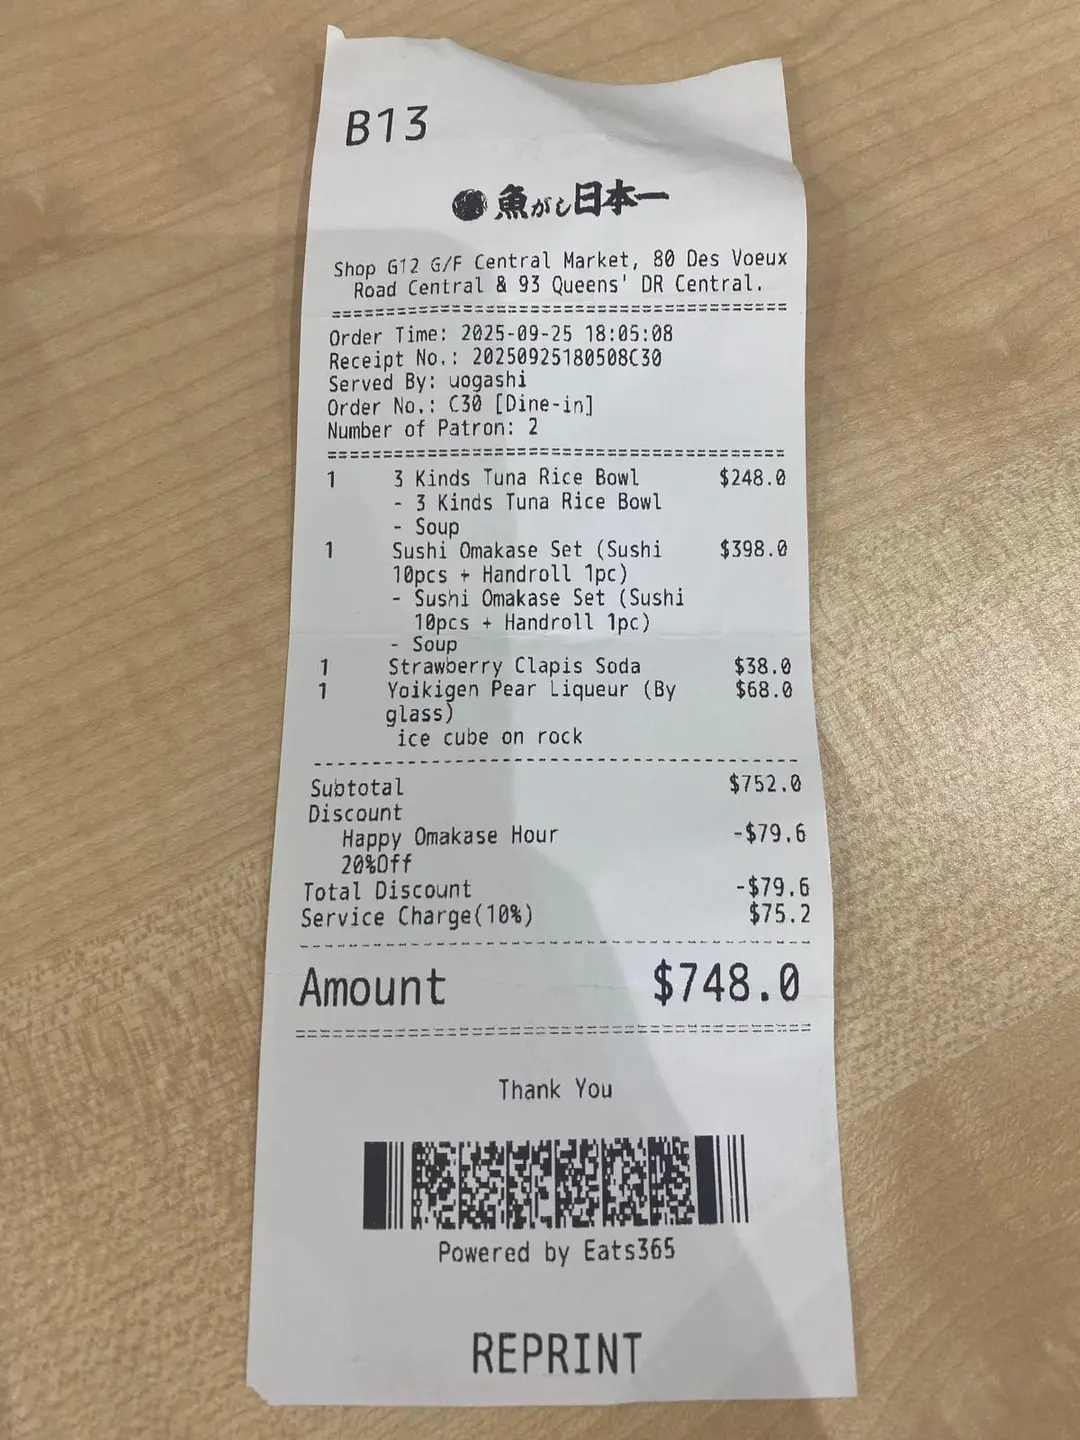 B13
魚がし日本一
Shop G12 G/F Central Market, 80 Des Voeux
Road Central & 93 Queens' DR Central.
Order Time: 2025-09-25 18:05:08
Receipt No.: 20250925180508C30
Served By: uogashi
Order No.: C30 [Dine-in]
Number of Patron: 2
1 3 Kinds Tuna Rice Bowl $248.0
- 3 Kinds Tuna Rice Bowl
- Soup
1 Sushi Omakase Set (Sushi $398.0
10pcs + Handroll 1pc)
- Sushi Omakase Set (Sushi
10pcs + Handroll 1pc)
- Soup
1 Strawberry Clapis Soda $38.0
1 Yoikigen Pear Liqueur (By $68.0
glass)
ice cube on rock
Subtotal $752.0
Discount
Happy Omakase Hour -$79.6
20%Off
Total Discount -$79.6
Service Charge(10%) $75.2
Amount $748.0
Thank You
Powered by Eats365
REPRINT